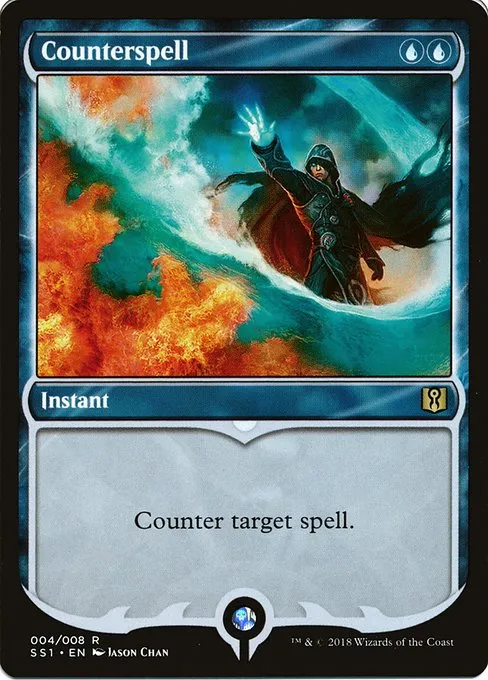 Counterspell
Instant
Counter target spell.
004/008 R
SS1 • EN Jason Chan
™ & © 2018 Wizards of the Coast